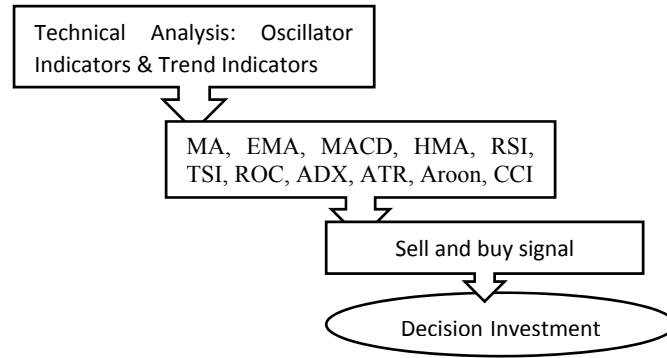 Technical Analysis: Oscillator
Indicators & Trend Indicators
MA, EMA, MACD, HMA, RSI,
TSI, ROC, ADX, ATR, Aroon, CCI
Sell and buy signal
Decision Investment